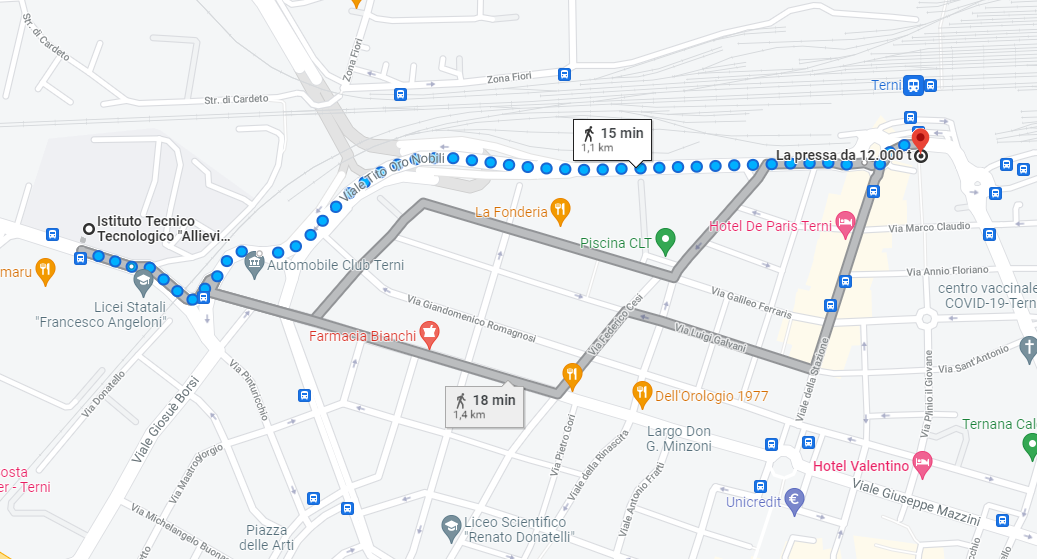 Str. di Cardeto
Zona Fiori
Zona Fiori
Str. di Cardeto
Terni
15 min
1,1 km
La pressa da 12.000 t
Viale Tito Oro Nobili
Istituto Tecnico
Tecnologico "Allievi...
La Fonderia
Hotel De Paris Terni
Via Marco Claudio
Piscina CLT
maru
Automobile Club Terni
Via Annio Floriano
centro vaccinale
COVID-19-Tern
Licei Statali
"Francesco Angeloni"
Via Giandomenico Romagnosi
Via Galileo Ferraris
Via Federico Cesi
Via Luigi Galvani
Farmacia Bianchi
Via Sant'Antonio
Viale della Stazione
Via Plinio il Giovane
Via Donatello
Viale Giosuè Borsi
Via Pinturicchio
18 min
1,4 km
Dell'Orologio 1977
Largo Don
G. Minzoni
Ternana Cal
Via Pietro Gori
Viale della Rinascita
Via Mastrogiorgio
Via Antonio Fratti
Hotel Valentino
osta
er - Terni
Unicredit
Viale Giuseppe Mazzini
Via Michelangelo Buona
Piazza
delle Arti
Liceo Scientifico
"Renato Donatelli"